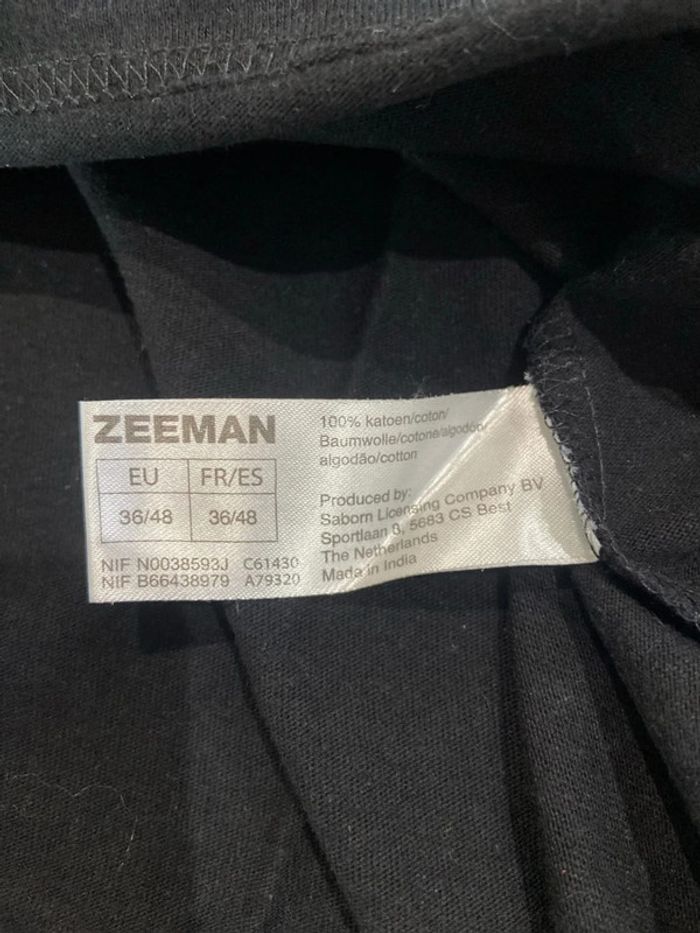 ZEEMAN
EU FR/ES
36/48 36/48
NIF N0038593J C61430
NIF B66438979 A79320
100% katoen/coton/
Baumwolle/cotone/algodón/
algodão/cotton
Produced by:
Saborn Licensing Company BV
Sportlaan 8, 5683 CS Best
The Netherlands
Made in India